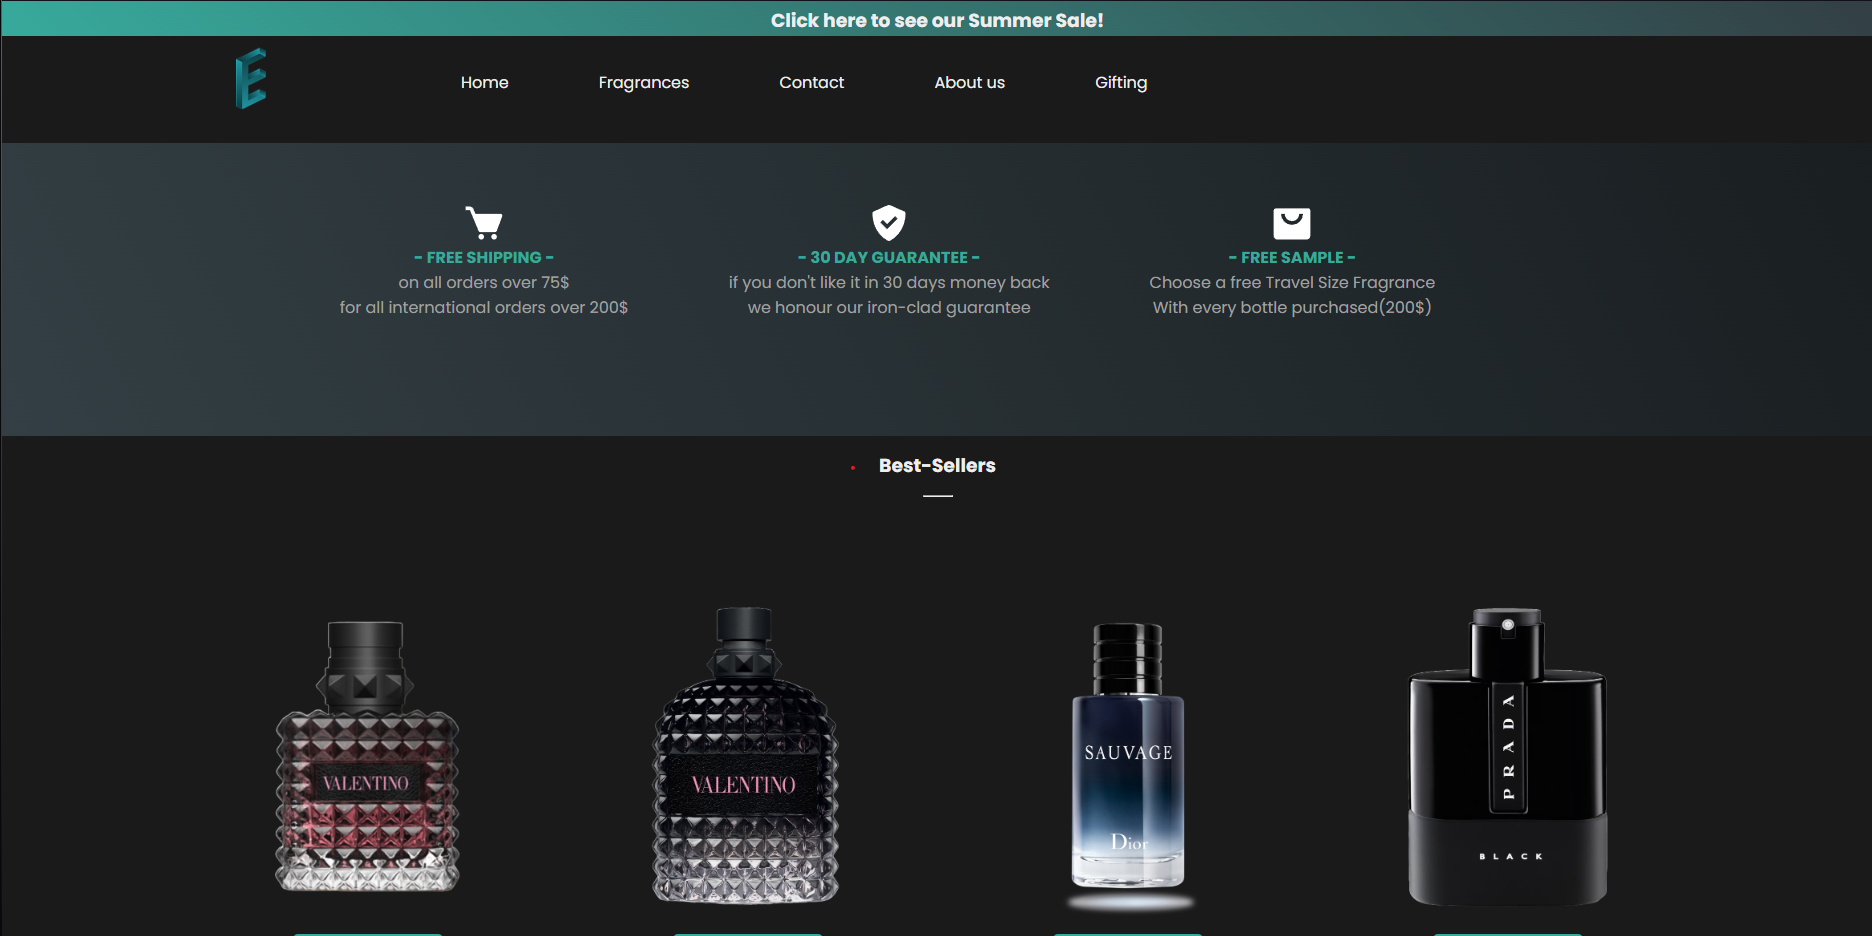 Click here to see our Summer Sale!
E
Home Fragrances Contact About us Gifting
- FREE SHIPPING -
on all orders over 75$
for all international orders over 200$
- 30 DAY GUARANTEE -
if you don't like it in 30 days money back
we honour our iron-clad guarantee
- FREE SAMPLE -
Choose a free Travel Size Fragrance
With every bottle purchased(200$)
Best-Sellers
VALENTINO
VALENTINO
SAUVAGE
Dior
PRADA
BLACK